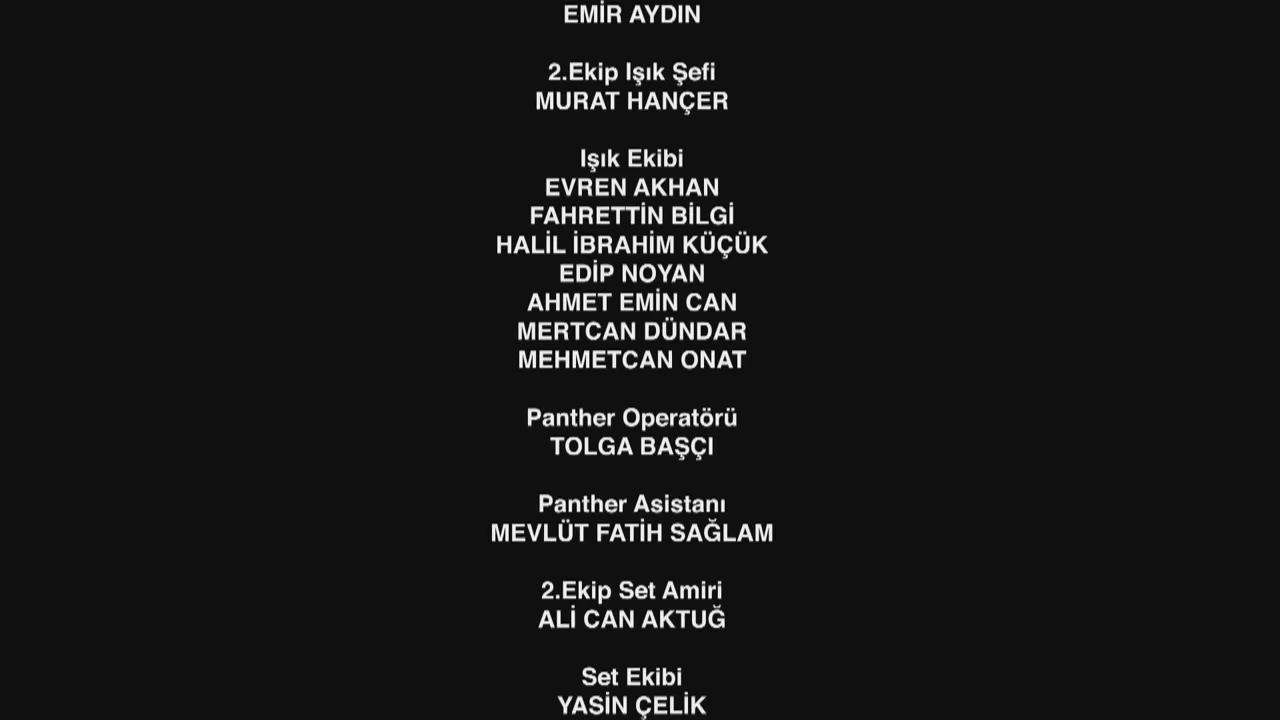 EMİR AYDIN
2.Ekip Işık Şefi
MURAT HANÇER
Işık Ekibi
EVREN AKHAN
FAHRETTİN BİLGİ
HALİL İBRAHİM KÜÇÜK
EDİP NOYAN
AHMET EMİN CAN
MERTCAN DÜNDAR
MEHMETCAN ONAT
Panther Operatörü
TOLGA BAŞÇI
Panther Asistanı
MEVLÜT FATİH SAĞLAM
2.Ekip Set Amiri
ALİ CAN AKTUĞ
Set Ekibi
YASİN ÇELİK